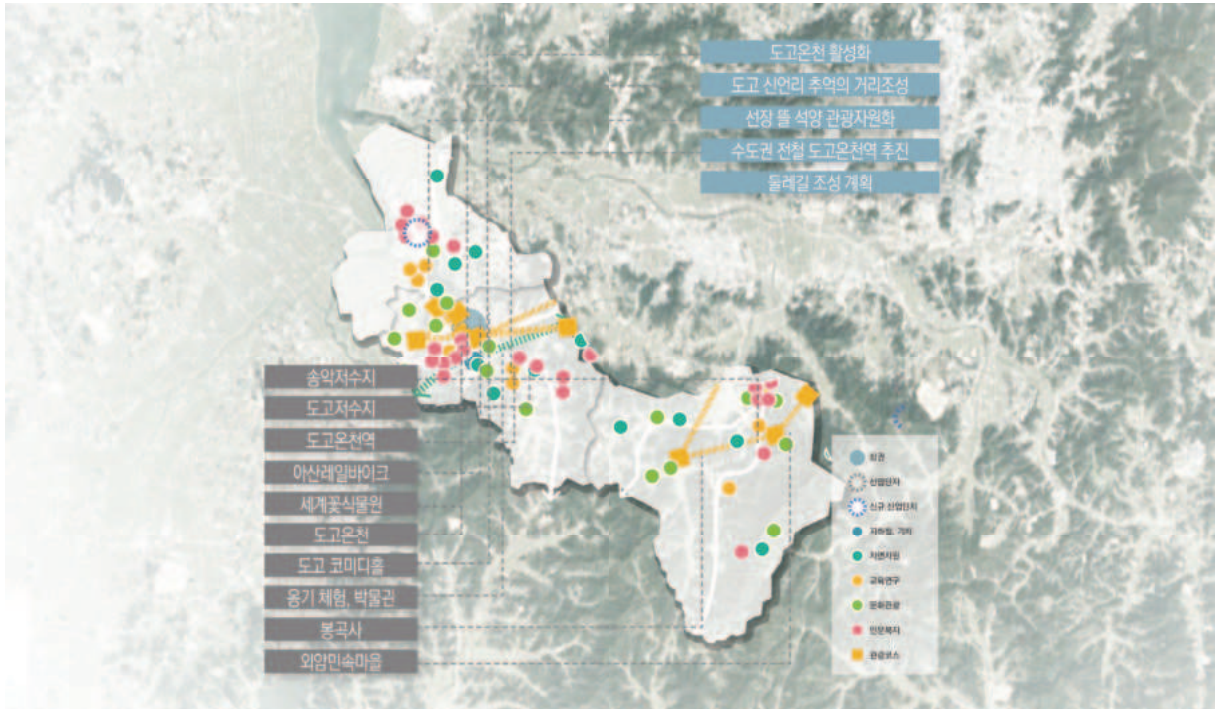 도고온천 활성화
도고 신언리 추억의 거리조성
선장 뜰 석양 관광자원화
수도권 전철 도고온천역 추진
둘레길 조성 계획
송악저수지
도고저수지
도고온천역
아산레일바이크
세계꽃식물원
도고온천
도고 코미디홀
옹기 체험, 박물관
봉곡사
외암민속마을
산업단지
신규 산업단지
자연자원
교육연구
문화관광
인문복지
관광코스